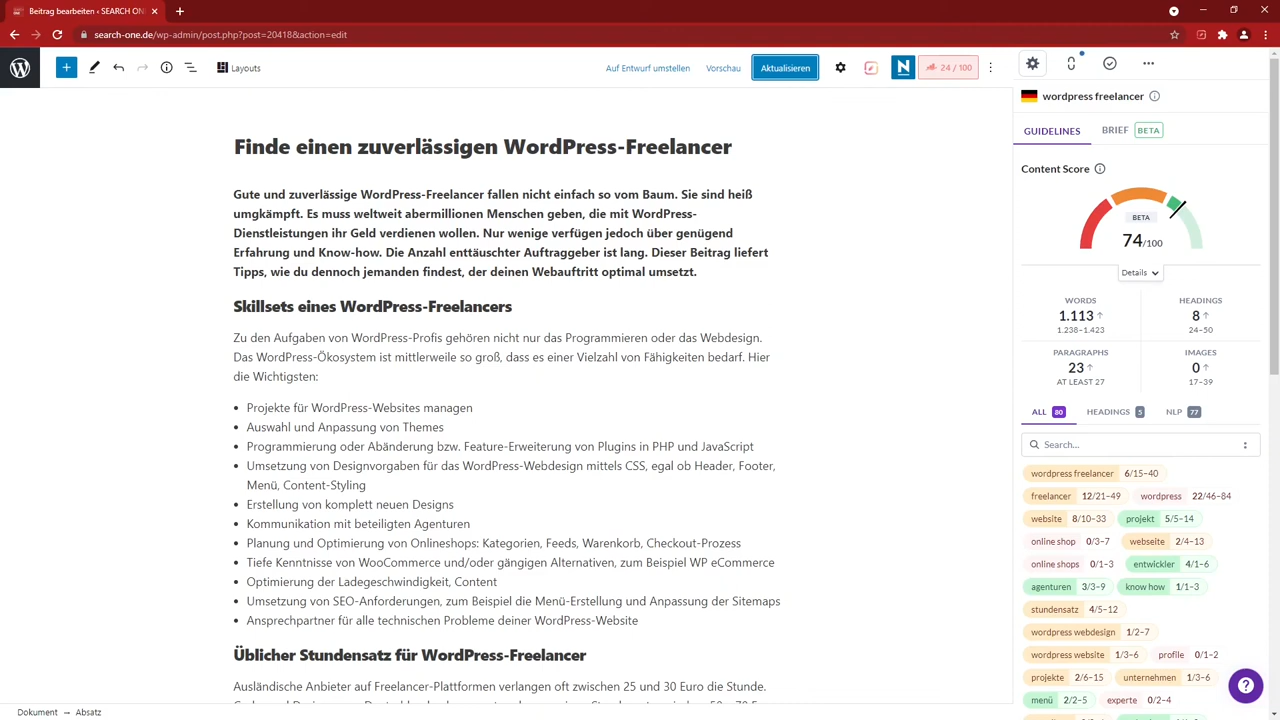 Beitrag bearbeiten ‹ SEARCH ON
search-one.de/wp-admin/post.php?post=20418&action=edit
Layouts
Auf Entwurf umstellen
Vorschau
Aktualisieren
24 / 100
Finde einen zuverlässigen WordPress-Freelancer
Gute und zuverlässige WordPress-Freelancer fallen nicht einfach so vom Baum. Sie sind heiß
umgkämpft. Es muss weltweit abermillionen Menschen geben, die mit WordPress-
Dienstleistungen ihr Geld verdienen wollen. Nur wenige verfügen jedoch über genügend
Erfahrung und Know-how. Die Anzahl enttäuschter Auftraggeber ist lang. Dieser Beitrag liefert
Tipps, wie du dennoch jemanden findest, der deinen Webauftritt optimal umsetzt.
Skillsets eines WordPress-Freelancers
Zu den Aufgaben von WordPress-Profis gehören nicht nur das Programmieren oder das Webdesign.
Das WordPress-Ökosystem ist mittlerweile so groß, dass es einer Vielzahl von Fähigkeiten bedarf. Hier
die Wichtigsten:
• Projekte für WordPress-Websites managen
• Auswahl und Anpassung von Themes
• Programmierung oder Abänderung bzw. Feature-Erweiterung von Plugins in PHP und JavaScript
• Umsetzung von Designvorgaben für das WordPress-Webdesign mittels CSS, egal ob Header, Footer,
Menü, Content-Styling
• Erstellung von komplett neuen Designs
• Kommunikation mit beteiligten Agenturen
• Planung und Optimierung von Onlineshops: Kategorien, Feeds, Warenkorb, Checkout-Prozess
• Tiefe Kenntnisse von WooCommerce und/oder gängigen Alternativen, zum Beispiel WP eCommerce
• Optimierung der Ladegeschwindigkeit, Content
• Umsetzung von SEO-Anforderungen, zum Beispiel die Menü-Erstellung und Anpassung der Sitemaps
• Ansprechpartner für alle technischen Probleme deiner WordPress-Website
Üblicher Stundensatz für WordPress-Freelancer
Ausländische Anbieter auf Freelancer-Plattformen verlangen oft zwischen 25 und 30 Euro die Stunde.
Dokument → Absatz
wordpress freelancer
GUIDELINES
BRIEF BETA
Content Score
BETA
74/100
Details
WORDS HEADINGS
1.113 8
1.238–1.423 24–50
PARAGRAPHS IMAGES
23 0
AT LEAST 27 17–39
ALL 80 HEADINGS 5 NLP 77
Search...
wordpress freelancer 6/15–40
freelancer 12/21–49 wordpress 22/46–84
website 8/10–33 projekt 5/5–14
online shop 0/3–7 webseite 2/4–13
online shops 0/1–3 entwickler 4/1–6
agenturen 3/3–9 know how 1/1–3
stundensatz 4/5–12
wordpress webdesign 1/2–7
wordpress website 1/3–6 profile 0/1–2
projekte 2/6–15 unternehmen 1/3–6
menü 2/2–5 experte 0/2–4